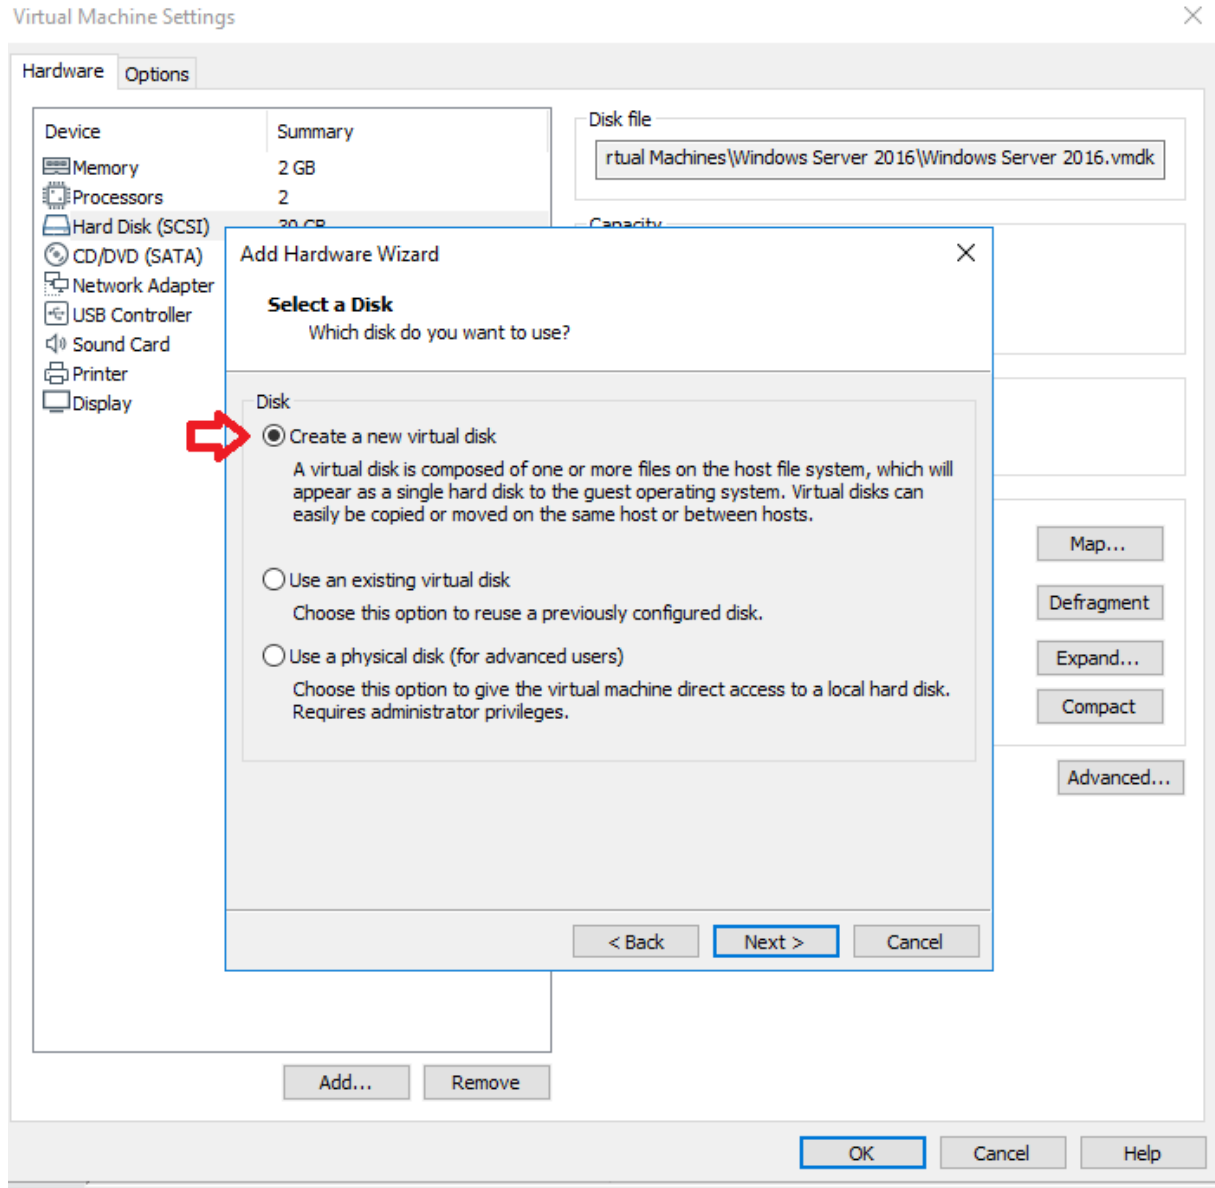 Virtual Machine Settings
Hardware
Options
Device Summary
Memory 2 GB
Processors 2
Hard Disk (SCSI)
CD/DVD (SATA)
Network Adapter
USB Controller
Sound Card
Printer
Display
Add...
Remove
Disk file
rtual Machines\Windows Server 2016\Windows Server 2016.vmdk
Capacity
Add Hardware Wizard
Select a Disk
Which disk do you want to use?
Disk
Create a new virtual disk
A virtual disk is composed of one or more files on the host file system, which will
appear as a single hard disk to the guest operating system. Virtual disks can
easily be copied or moved on the same host or between hosts.
Use an existing virtual disk
Choose this option to reuse a previously configured disk.
Use a physical disk (for advanced users)
Choose this option to give the virtual machine direct access to a local hard disk.
Requires administrator privileges.
< Back
Next >
Cancel
Map...
Defragment
Expand...
Compact
Advanced...
OK
Cancel
Help